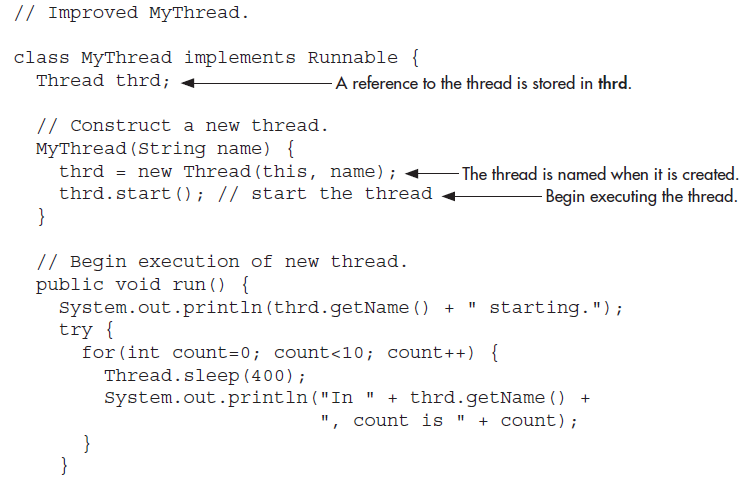 // Improved MyThread.
class MyThread implements Runnable {
Thread thrd; A reference to the thread is stored in thrd.
// Construct a new thread.
MyThread(String name) {
thrd = new Thread(this, name); The thread is named when it is created.
thrd.start(); // start the thread Begin executing the thread.
}
// Begin execution of new thread.
public void run() {
System.out.println(thrd.getName() + " starting.");
try {
for(int count=0; count<10; count++) {
Thread.sleep(400);
System.out.println("In " + thrd.getName() +
", count is " + count);
}
}